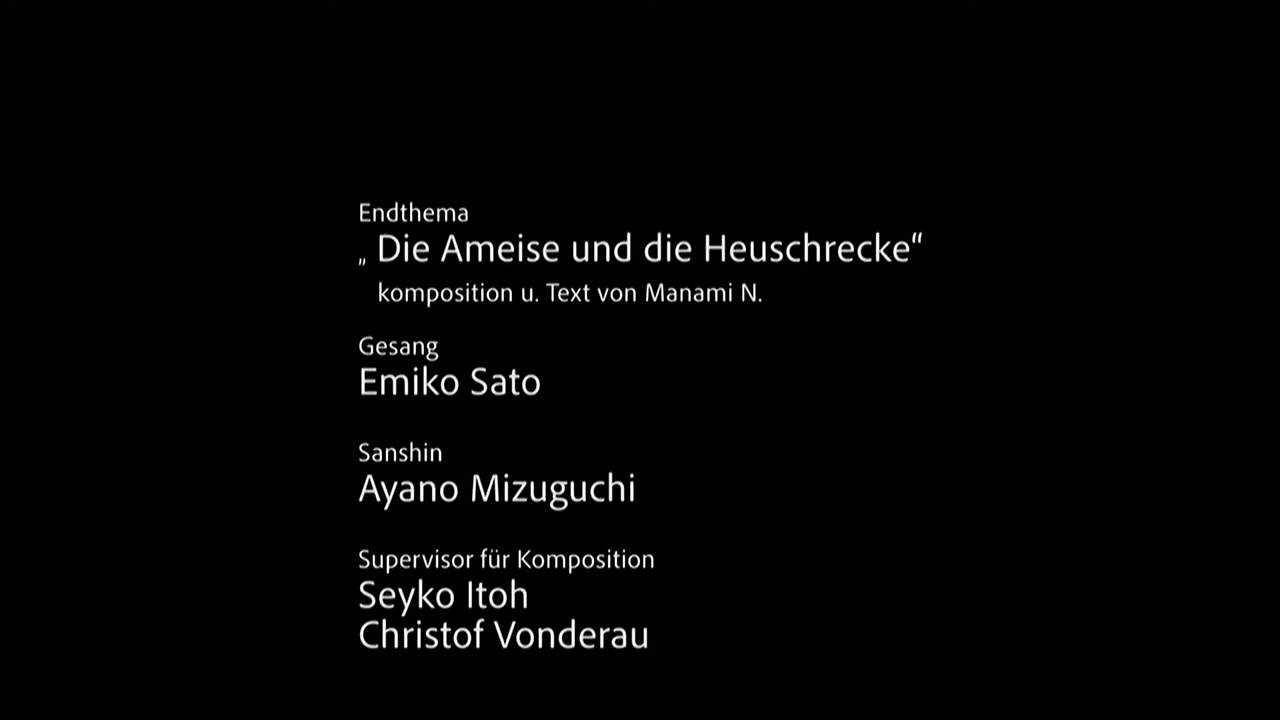 Endthema
„ Die Ameise und die Heuschrecke“
komposition u. Text von Manami N.
Gesang
Emiko Sato
Sanshin
Ayano Mizuguchi
Supervisor für Komposition
Seyko Itoh
Christof Vonderau